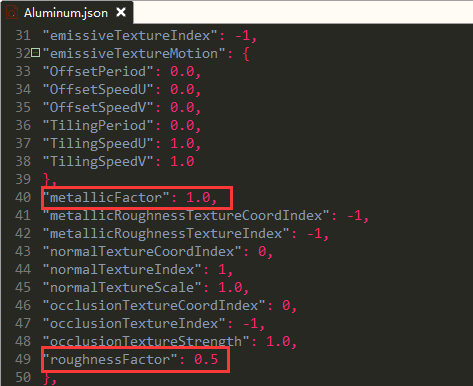 Aluminum.json ×
31 "emissiveTextureIndex": -1,
32 "emissiveTextureMotion": {
33 "OffsetPeriod": 0.0,
34 "OffsetSpeedU": 0.0,
35 "OffsetSpeedV": 0.0,
36 "TilingPeriod": 0.0,
37 "TilingSpeedU": 1.0,
38 "TilingSpeedV": 1.0
39 },
40 "metallicFactor": 1.0,
41 "metallicRoughnessTextureCoordIndex": -1,
42 "metallicRoughnessTextureIndex": -1,
43 "normalTextureCoordIndex": 0,
44 "normalTextureIndex": 1,
45 "normalTextureScale": 1.0,
46 "occlusionTextureCoordIndex": 0,
47 "occlusionTextureIndex": -1,
48 "occlusionTextureStrength": 1.0,
49 "roughnessFactor": 0.5
50 },